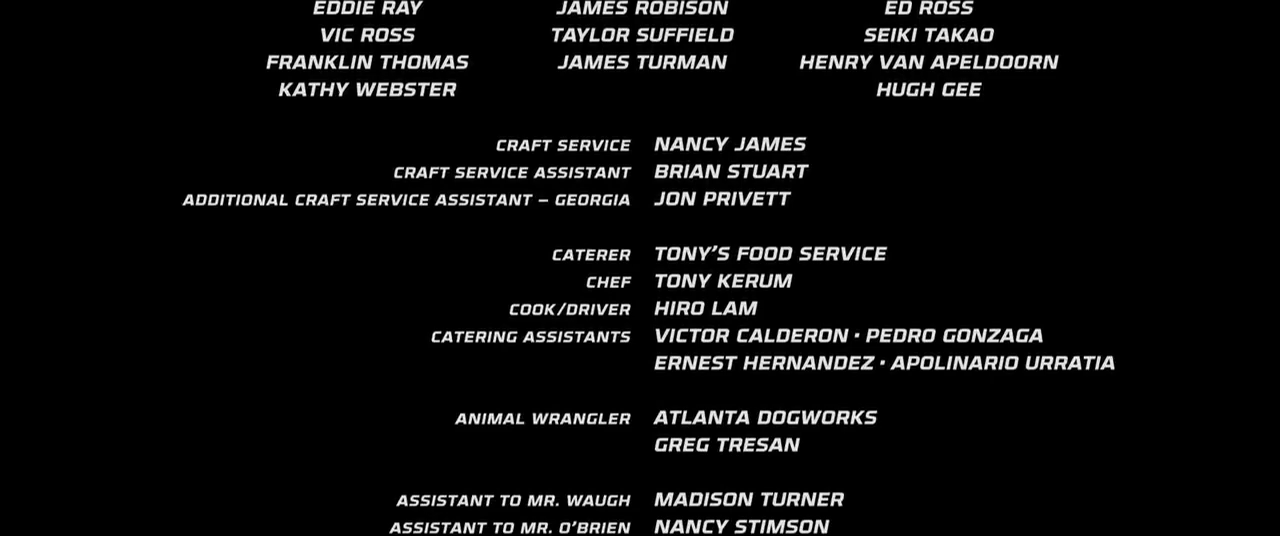 EDDIE RAY JAMES ROBISON ED ROSS
VIC ROSS TAYLOR SUFFIELD SEIKI TAKAO
FRANKLIN THOMAS JAMES TURMAN HENRY VAN APELDOORN
KATHY WEBSTER HUGH GEE
CRAFT SERVICE NANCY JAMES
CRAFT SERVICE ASSISTANT BRIAN STUART
ADDITIONAL CRAFT SERVICE ASSISTANT – GEORGIA JON PRIVETT
CATERER TONY'S FOOD SERVICE
CHEF TONY KERUM
COOK/DRIVER HIRO LAM
CATERING ASSISTANTS VICTOR CALDERON · PEDRO GONZAGA
ERNEST HERNANDEZ · APOLINARIO URRATIA
ANIMAL WRANGLER ATLANTA DOGWORKS
GREG TRESAN
ASSISTANT TO MR. WAUGH MADISON TURNER
ASSISTANT TO MR. O'BRIEN NANCY STIMSON